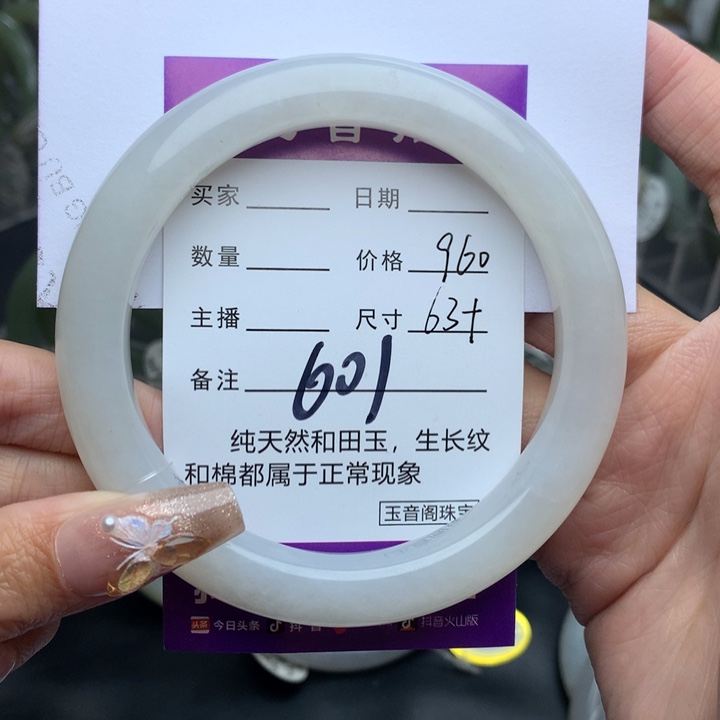 买家 日期
数量 价格 960
主播 尺寸 63+
备注 601
纯天然和田玉，生长纹
和棉都属于正常现象
玉音阁珠宝
头条 今日头条 抖音 抖音火山版